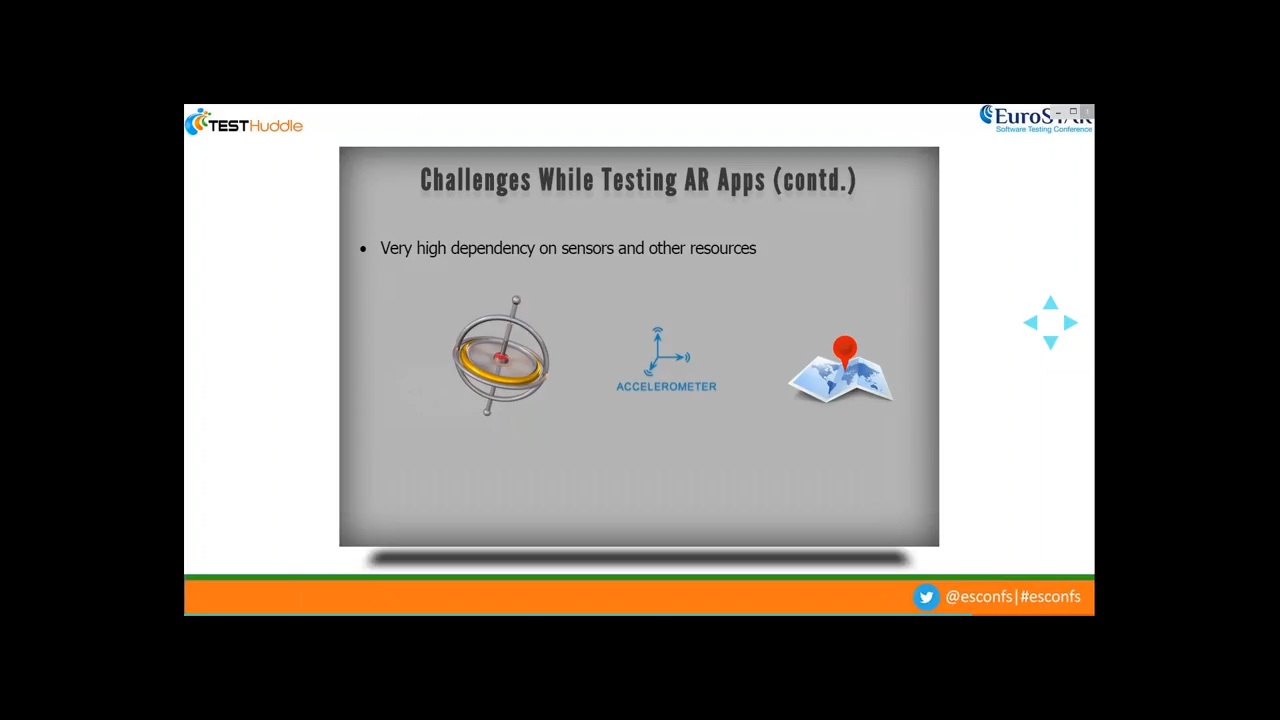 TESTHuddle
EuroSTAR
Software Testing Conference
Challenges While Testing AR Apps (contd.)
• Very high dependency on sensors and other resources
ACCELEROMETER
@esconfs|#esconfs